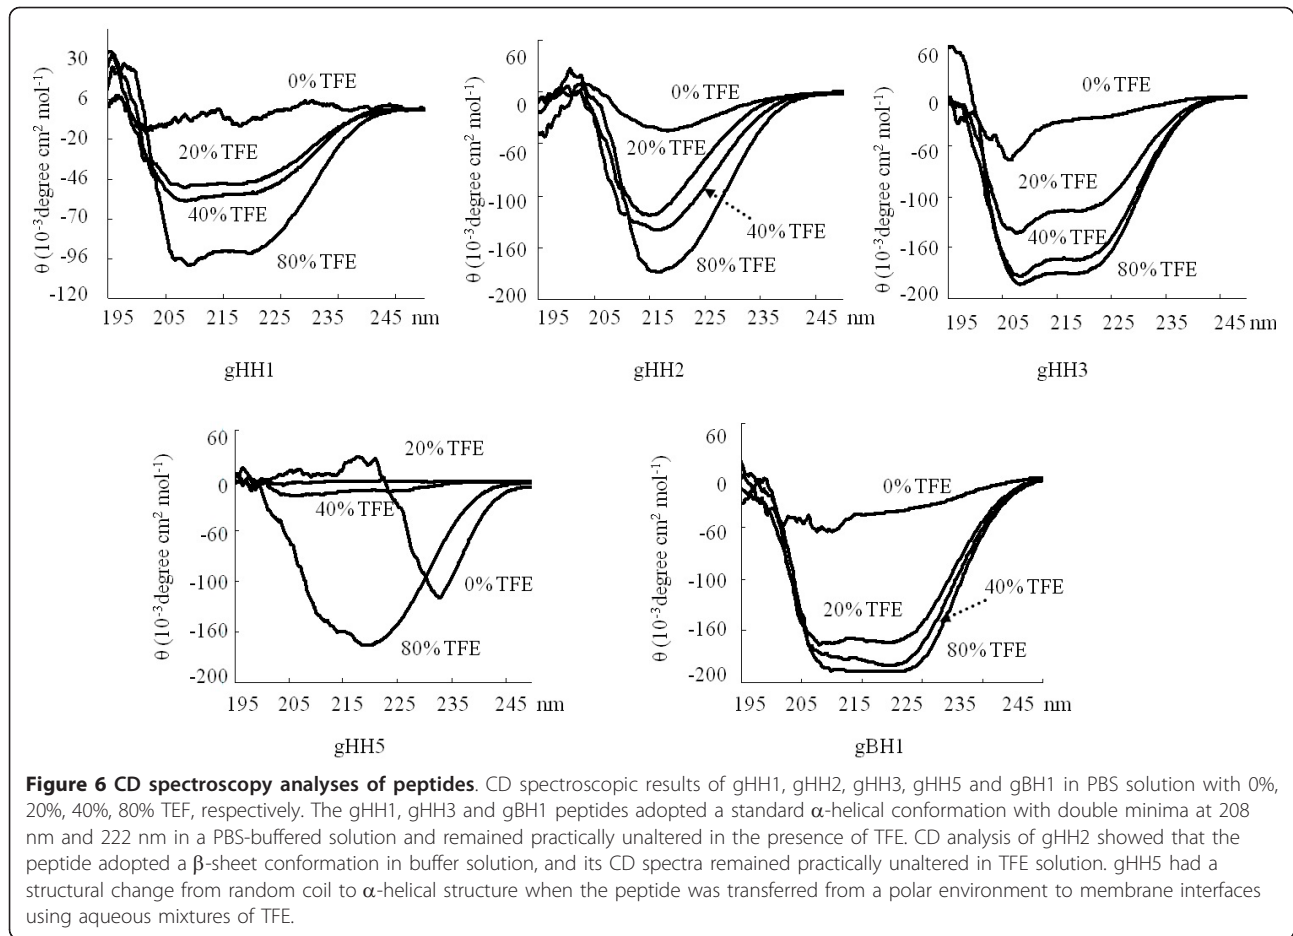 30
6
-20
-46
-70
-96
-120
θ (10⁻³degree cm² mol⁻¹)
0% TFE
20% TFE
40% TFE
80% TFE
195 205 215 225 235 245 nm
gHH1
60
0
-60
-100
-160
-200
θ (10⁻³degree cm² mol⁻¹)
0% TFE
20% TFE
40% TFE
80% TFE
205 215 225 235 245 nm
gHH2
60
0
-60
-100
-160
-200
θ (10⁻³degree cm² mol⁻¹)
0% TFE
20% TFE
40% TFE
80% TFE
195 205 215 225 235 245 nm
gHH3
60
0
-60
-100
-160
-200
θ (10⁻³degree cm² mol⁻¹)
20% TFE
40% TFE
0% TFE
80% TFE
195 205 215 225 235 245 nm
gHH5
60
0
-60
-100
-160
-200
θ (10⁻³degree cm² mol⁻¹)
0% TFE
40% TFE
20% TFE
80% TFE
195 205 215 225 235 245 nm
gBH1
Figure 6 CD spectroscopy analyses of peptides. CD spectroscopic results of gHH1, gHH2, gHH3, gHH5 and gBH1 in PBS solution with 0%,
20%, 40%, 80% TEF, respectively. The gHH1, gHH3 and gBH1 peptides adopted a standard α-helical conformation with double minima at 208
nm and 222 nm in a PBS-buffered solution and remained practically unaltered in the presence of TFE. CD analysis of gHH2 showed that the
peptide adopted a β-sheet conformation in buffer solution, and its CD spectra remained practically unaltered in TFE solution. gHH5 had a
structural change from random coil to α-helical structure when the peptide was transferred from a polar environment to membrane interfaces
using aqueous mixtures of TFE.